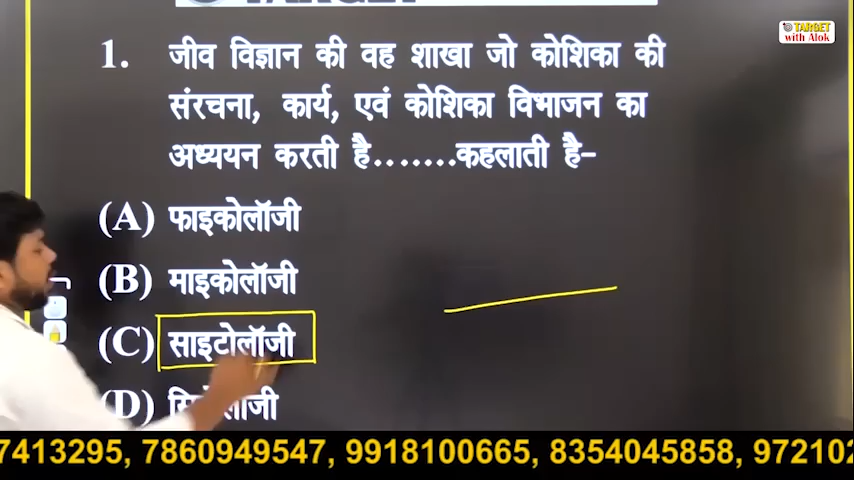 TARGET
with Alok
1. जीव विज्ञान की वह शाखा जो कोशिका की
संरचना, कार्य, एवं कोशिका विभाजन का
अध्ययन करती है.......कहलाती है-
(A) फाइकोलॉजी
(B) माइकोलॉजी
(C) साइटोलॉजी
(D)
7413295, 7860949547, 9918100665, 8354045858, 972102